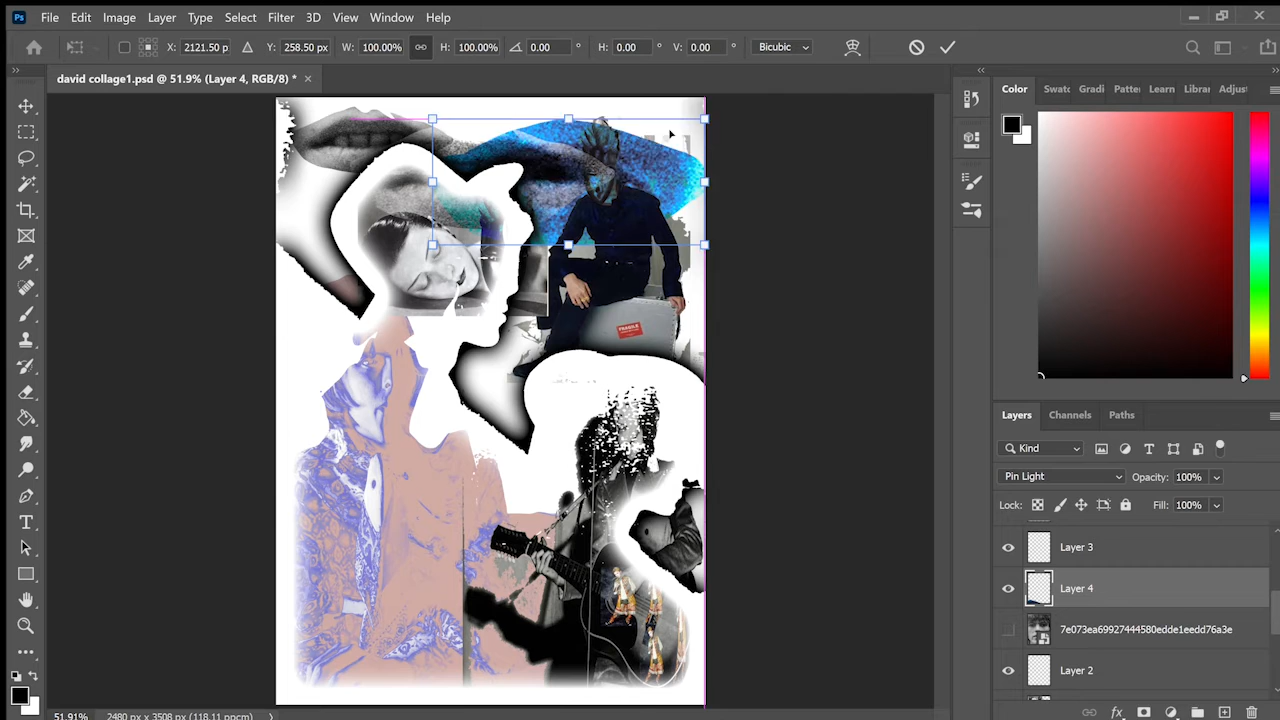 Ps File Edit Image Layer Type Select Filter 3D View Window Help
X: 2121.50 p Y: 258.50 px W: 100.00% H: 100.00% 0.00 ° H: 0.00 ° V: 0.00 ° Bicubic
david collage1.psd @ 51.9% (Layer 4, RGB/8) * ×
Color Swatc Gradi Patte Learn Libra Adjus
FRAGILE
Layers Channels Paths
Kind
Pin Light Opacity: 100%
Lock: Fill: 100%
Layer 3
Layer 4
7e073ea69927444580edde1eedd76a3e
Layer 2
51.91% 2480 px x 3508 px (118.11 ppcm)